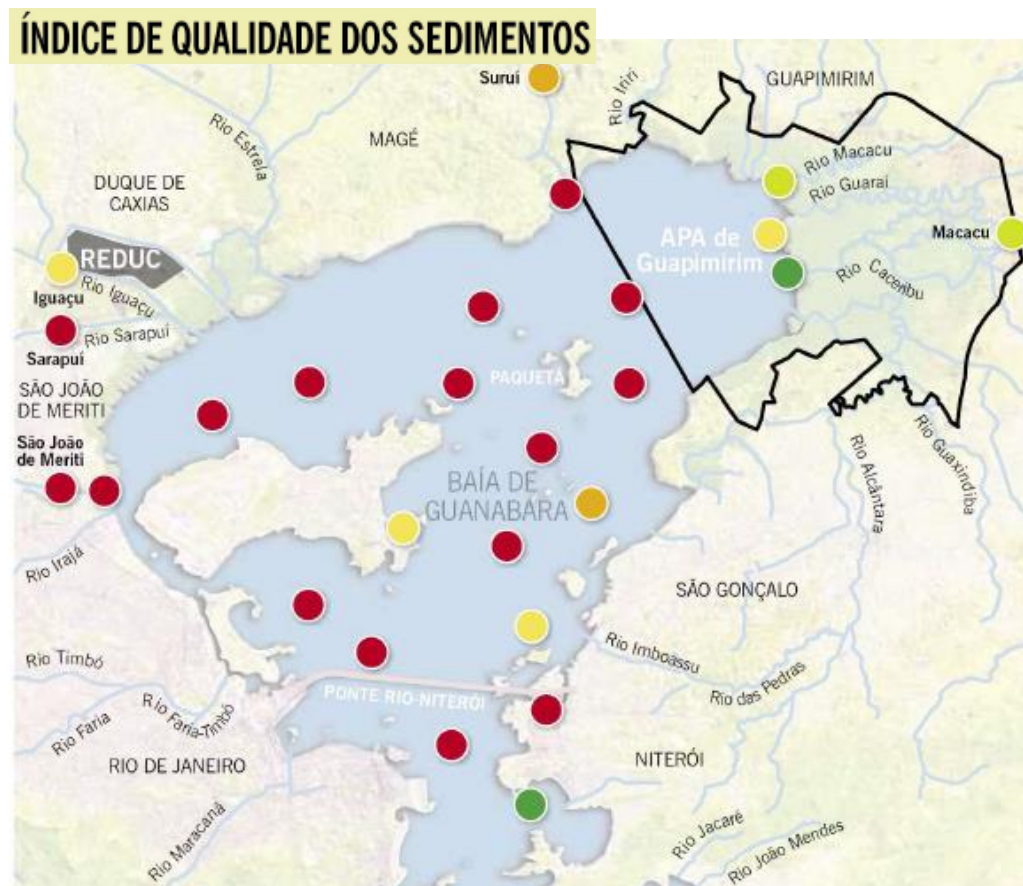 ÍNDICE DE QUALIDADE DOS SEDIMENTOS
Suruí
Rio Iriri
GUAPIMIRIM
Rio Estrela
MAGÉ
Rio Macacu
Rio Guaraí
DUQUE DE
CAXIAS
REDUC
APA de
Guapimirim
Macacu
Iguaçu
Rio Iguaçu
Rio Caceribu
Rio Sarapuí
Sarapuí
SÃO JOÃO
DE MERITI
PAQUETÁ
São João
de Meriti
BAÍA DE
GUANABARA
Rio Alcântara
Rio Guaxindiba
Rio Irajá
SÃO GONÇALO
Rio Timbó
Rio Imboassu
Rio das Pedras
PONTE RIO-NITERÓI
Rio Faria
Rio Faria-Timbó
RIO DE JANEIRO
NITERÓI
Rio Maracanã
Rio Jacaré
Rio João Mendes